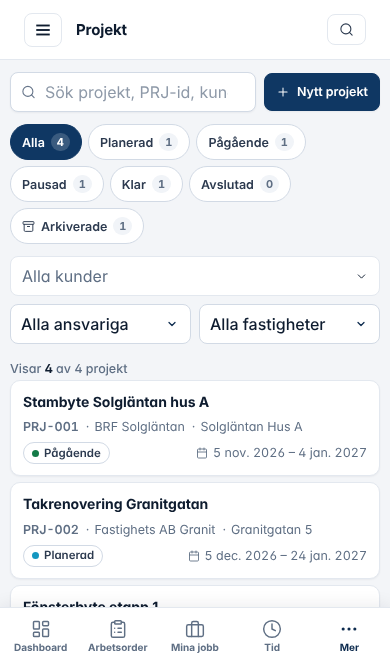 Projekt
Sök projekt, PRJ-id, kun
Nytt projekt
Alla 4 Planerad 1 Pågående 1
Pausad 1 Klar 1 Avslutad 0
Arkiverade 1
Alla kunder
Alla ansvariga Alla fastigheter
Visar 4 av 4 projekt
Stambyte Solgläntan hus A
PRJ-001 · BRF Solgläntan · Solgläntan Hus A
Pågående 5 nov. 2026 – 4 jan. 2027
Takrenovering Granitgatan
PRJ-002 · Fastighets AB Granit · Granitgatan 5
Planerad 5 dec. 2026 – 24 jan. 2027
Fönsterbyte etapp 1
Dashboard Arbetsorder Mina jobb Tid Mer